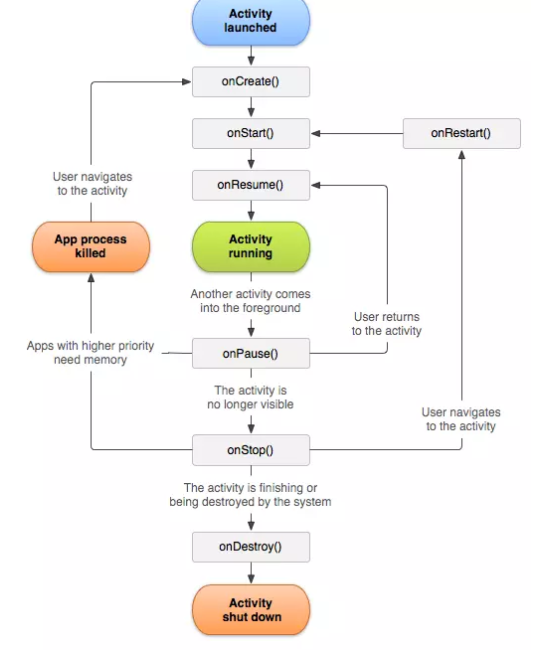 Activity
launched
onCreate()
onStart()
onRestart()
User navigates
to the activity
onResume()
App process
killed
Activity
running
Another activity comes
into the foreground
User returns
to the activity
Apps with higher priority
need memory
onPause()
The activity is
no longer visible
User navigates
to the activity
onStop()
The activity is finishing or
being destroyed by the system
onDestroy()
Activity
shut down